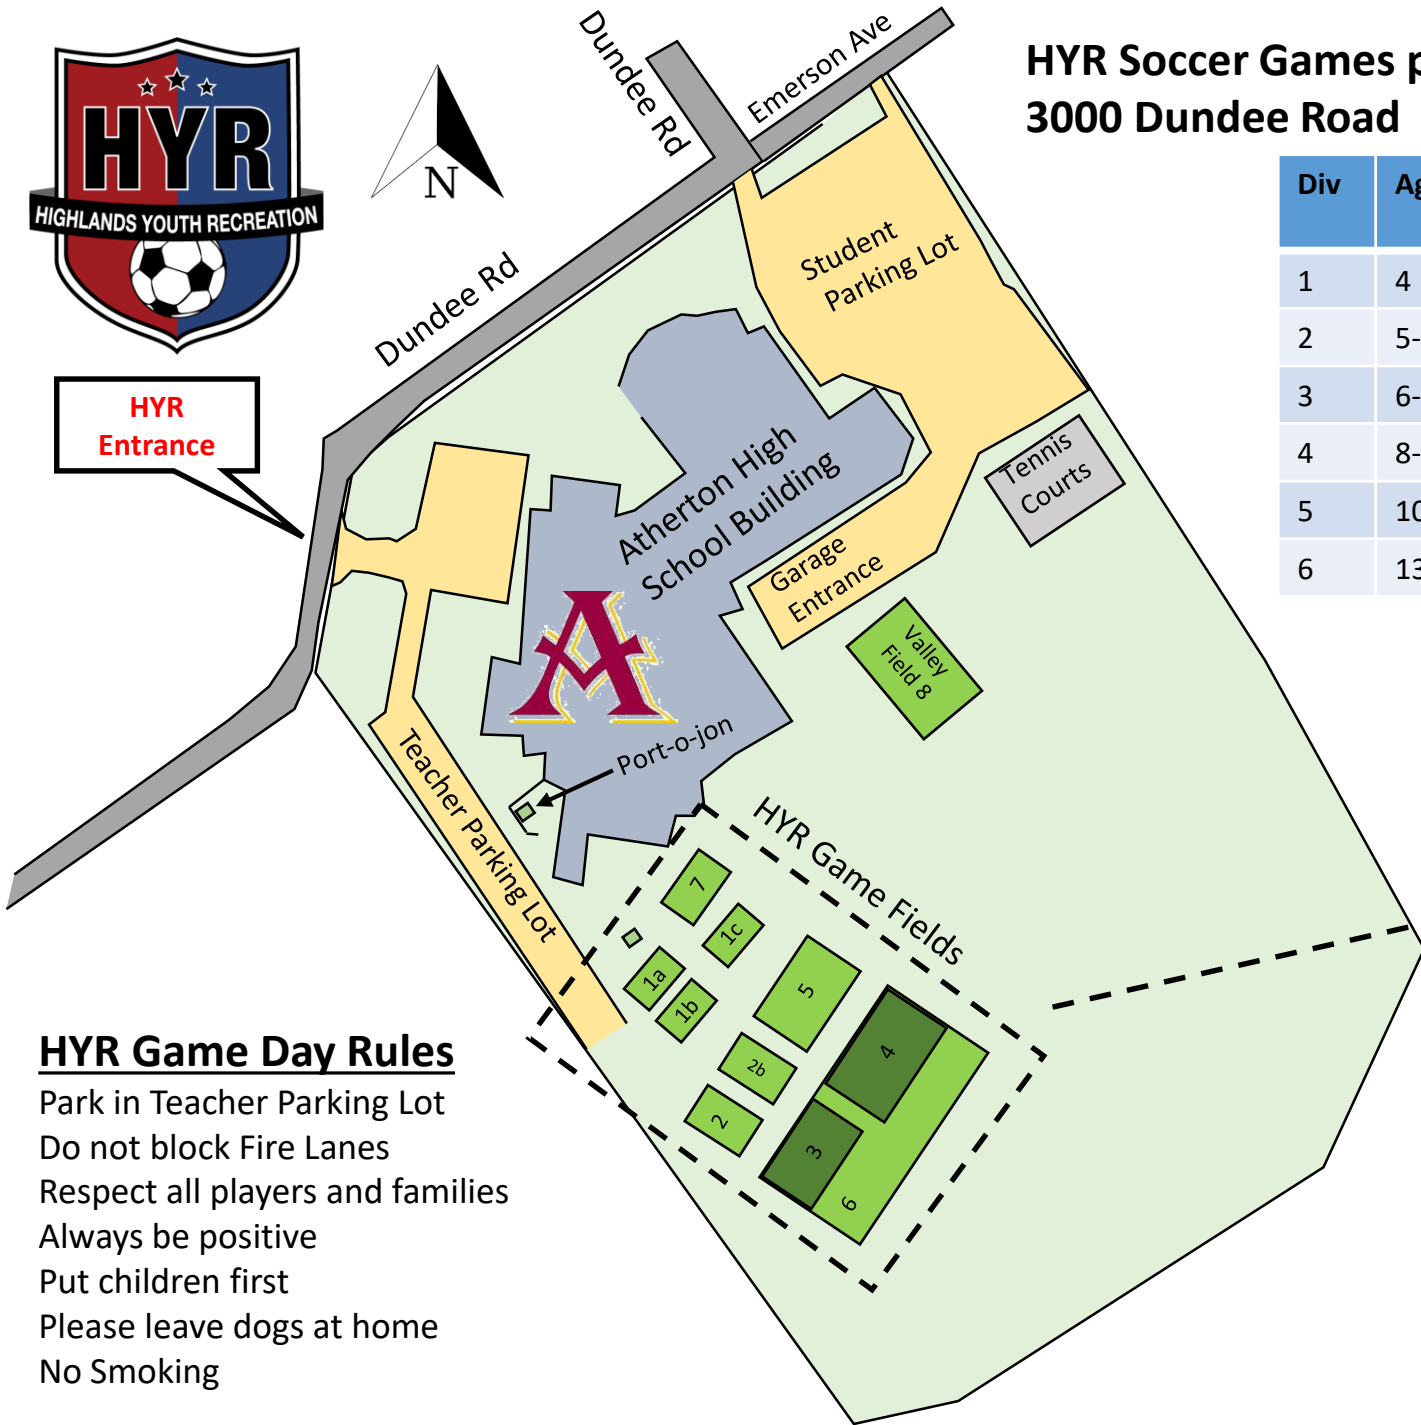 HYR
HIGHLANDS YOUTH RECREATION
N
Dundee Rd
Emerson Ave
HYR Soccer Games
3000 Dundee Road
Div
1 4
2 5-
3 6-
4 8-
5 10
6 13
Dundee Rd
HYR
Entrance
Student
Parking Lot
Tennis
Courts
Atherton High
School Building
Garage
Entrance
A
Valley
Field 8
Port-o-jon
Teacher Parking Lot
HYR Game Fields
7
1c
1a
1b
5
4
2b
2
3
6
HYR Game Day Rules
Park in Teacher Parking Lot
Do not block Fire Lanes
Respect all players and families
Always be positive
Put children first
Please leave dogs at home
No Smoking